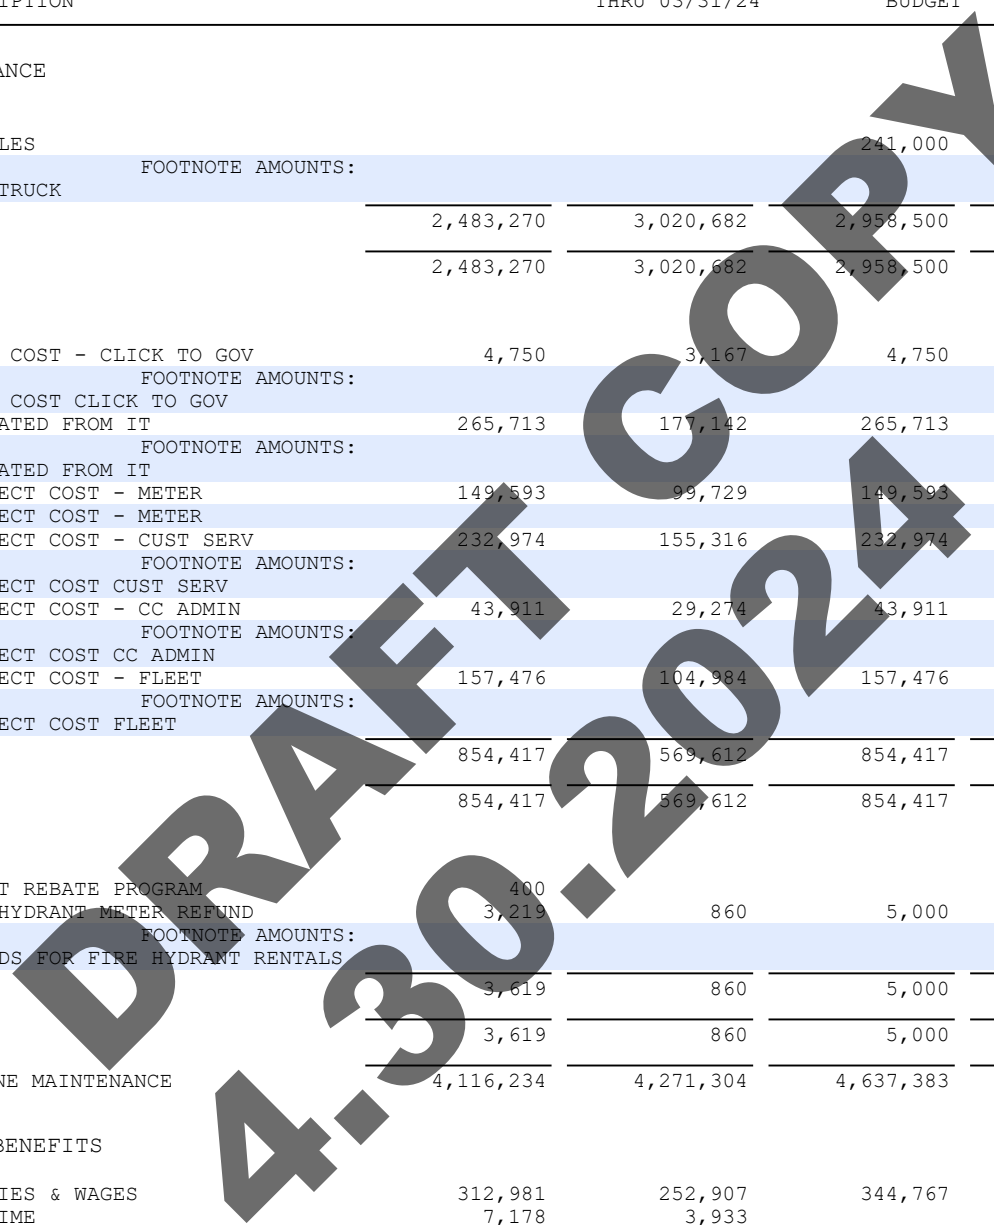 IPTION THRU 03/31/24 BUDGET
ANCE
LES 241,000
FOOTNOTE AMOUNTS:
TRUCK
2,483,270 3,020,682 2,958,500
2,483,270 3,020,682 2,958,500
COST - CLICK TO GOV 4,750 3,167 4,750
FOOTNOTE AMOUNTS:
COST CLICK TO GOV
ATED FROM IT 265,713 177,142 265,713
FOOTNOTE AMOUNTS:
ATED FROM IT
ECT COST - METER 149,593 99,729 149,593
ECT COST - METER
ECT COST - CUST SERV 232,974 155,316 232,974
FOOTNOTE AMOUNTS:
ECT COST CUST SERV
ECT COST - CC ADMIN 43,911 29,274 43,911
FOOTNOTE AMOUNTS:
ECT COST CC ADMIN
ECT COST - FLEET 157,476 104,984 157,476
FOOTNOTE AMOUNTS:
ECT COST FLEET
854,417 569,612 854,417
854,417 569,612 854,417
T REBATE PROGRAM 400
HYDRANT METER REFUND 3,219 860 5,000
FOOTNOTE AMOUNTS:
DS FOR FIRE HYDRANT RENTALS
3,619 860 5,000
3,619 860 5,000
NE MAINTENANCE 4,116,234 4,271,304 4,637,383
BENEFITS
IES & WAGES 312,981 252,907 344,767
IME 7,178 3,933
DRAFT COPY
4.30.2024